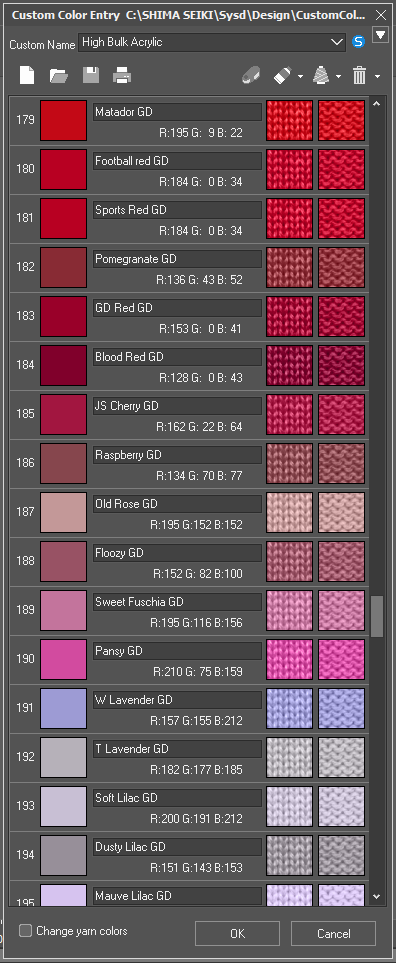 Custom Color Entry C:\SHIMA SEIKI\Sysd\Design\CustomCol...
Custom Name High Bulk Acrylic S
179 Matador GD
R:195 G: 9 B: 22
180 Football red GD
R:184 G: 0 B: 34
181 Sports Red GD
R:184 G: 0 B: 34
182 Pomegranate GD
R:136 G: 43 B: 52
183 GD Red GD
R:153 G: 0 B: 41
184 Blood Red GD
R:128 G: 0 B: 43
185 JS Cherry GD
R:162 G: 22 B: 64
186 Raspberry GD
R:134 G: 70 B: 77
187 Old Rose GD
R:195 G:152 B:152
188 Floozy GD
R:152 G: 82 B:100
189 Sweet Fuschia GD
R:195 G:116 B:156
190 Pansy GD
R:210 G: 75 B:159
191 W Lavender GD
R:157 G:155 B:212
192 T Lavender GD
R:182 G:177 B:185
193 Soft Lilac GD
R:200 G:191 B:212
194 Dusty Lilac GD
R:151 G:143 B:153
195 Mauve Lilac GD
Change yarn colors OK Cancel